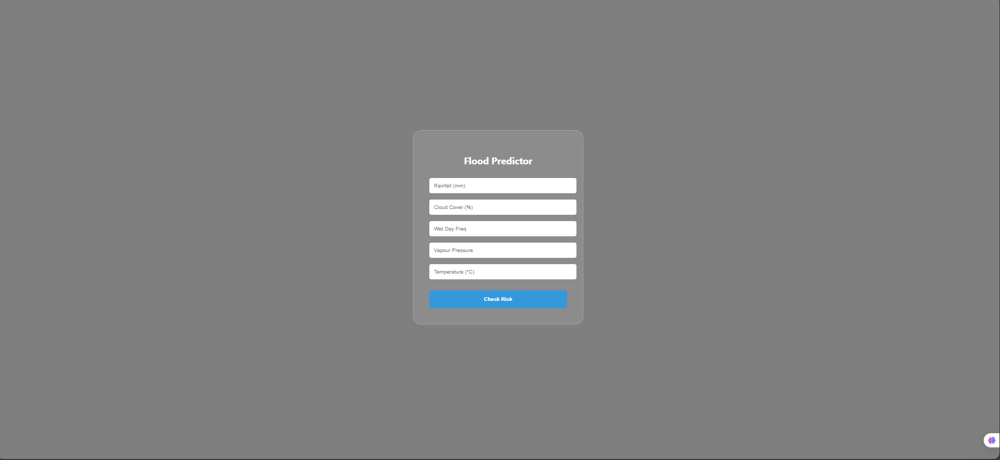 Flood Predictor
Rainfall (mm)
Cloud Cover (%)
Wet Day Freq
Vapour Pressure
Temperature (°C)
Check Risk